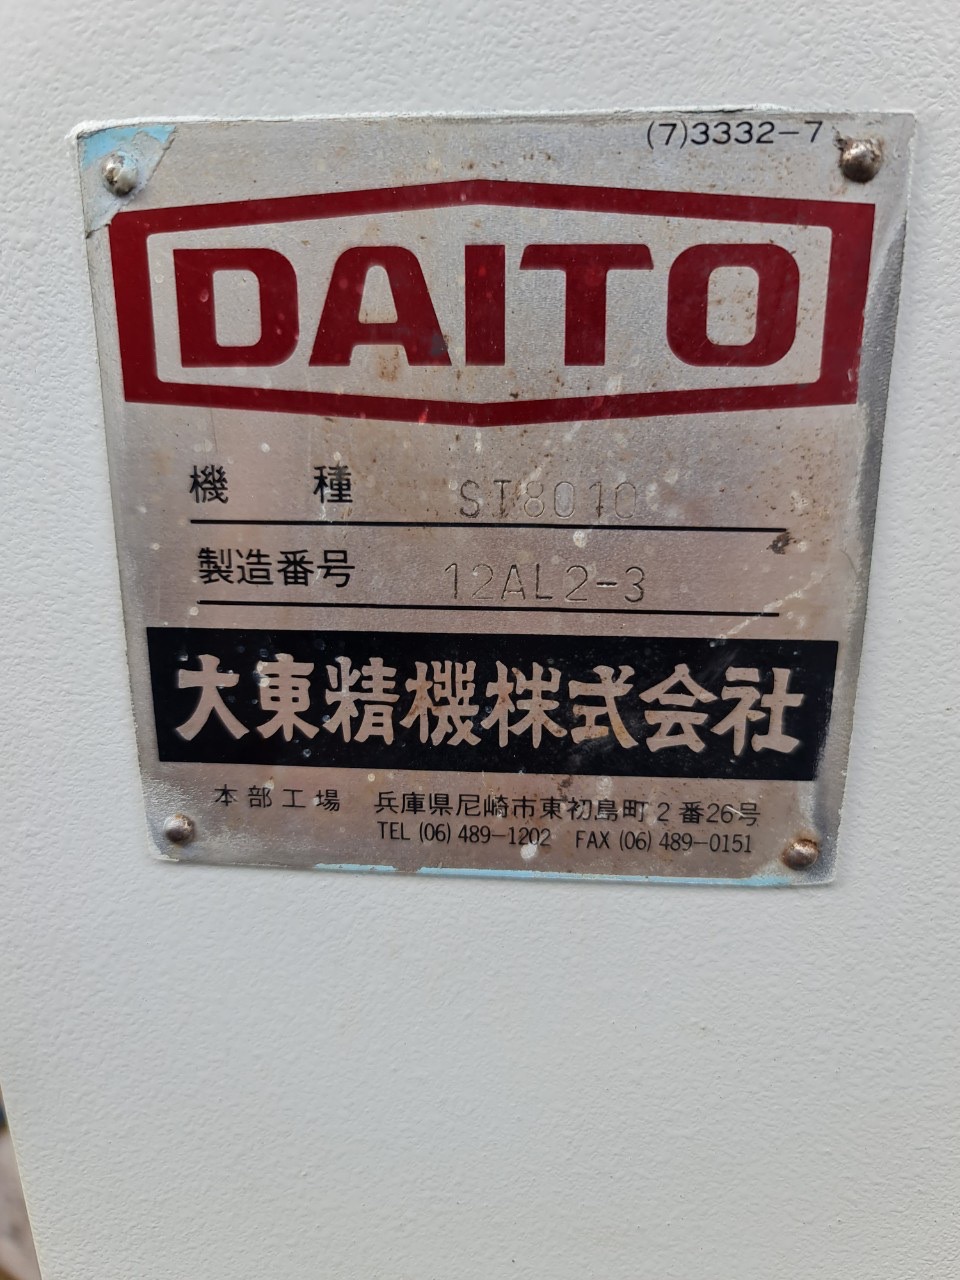 (7)3332-7
DAITO
機 種 ST8010
製造番号 12AL2-3
大東精機株式会社
本部工場 兵庫県尼崎市東初島町2番26号
TEL (06) 489-1202 FAX (06) 489-0151